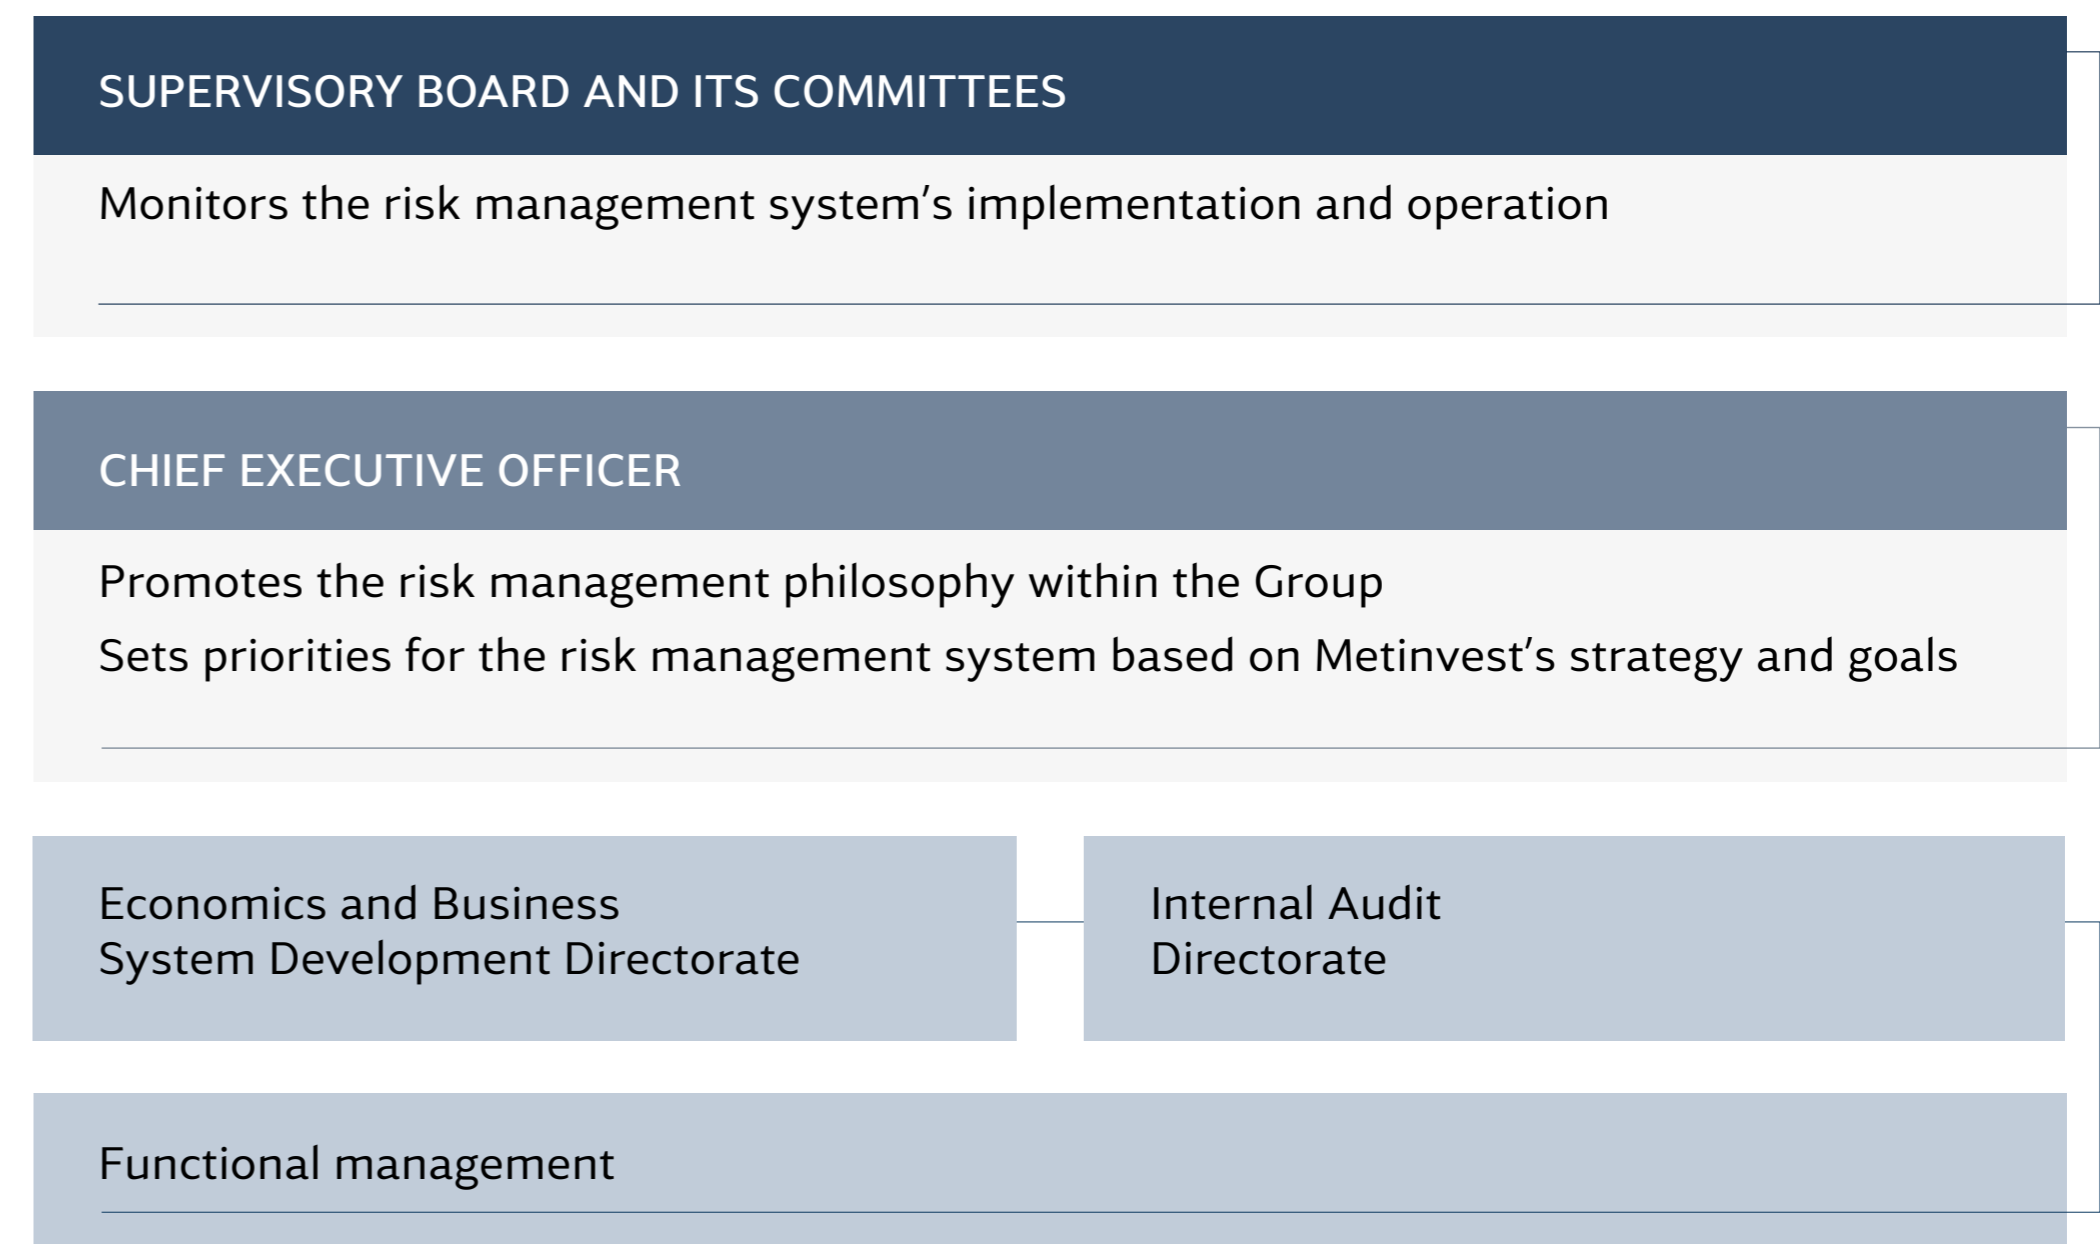 SUPERVISORY BOARD AND ITS COMMITTEES
Monitors the risk management system’s implementation and operation
CHIEF EXECUTIVE OFFICER
Promotes the risk management philosophy within the Group
Sets priorities for the risk management system based on Metinvest’s strategy and goals
Economics and Business
System Development Directorate
Internal Audit
Directorate
Functional management